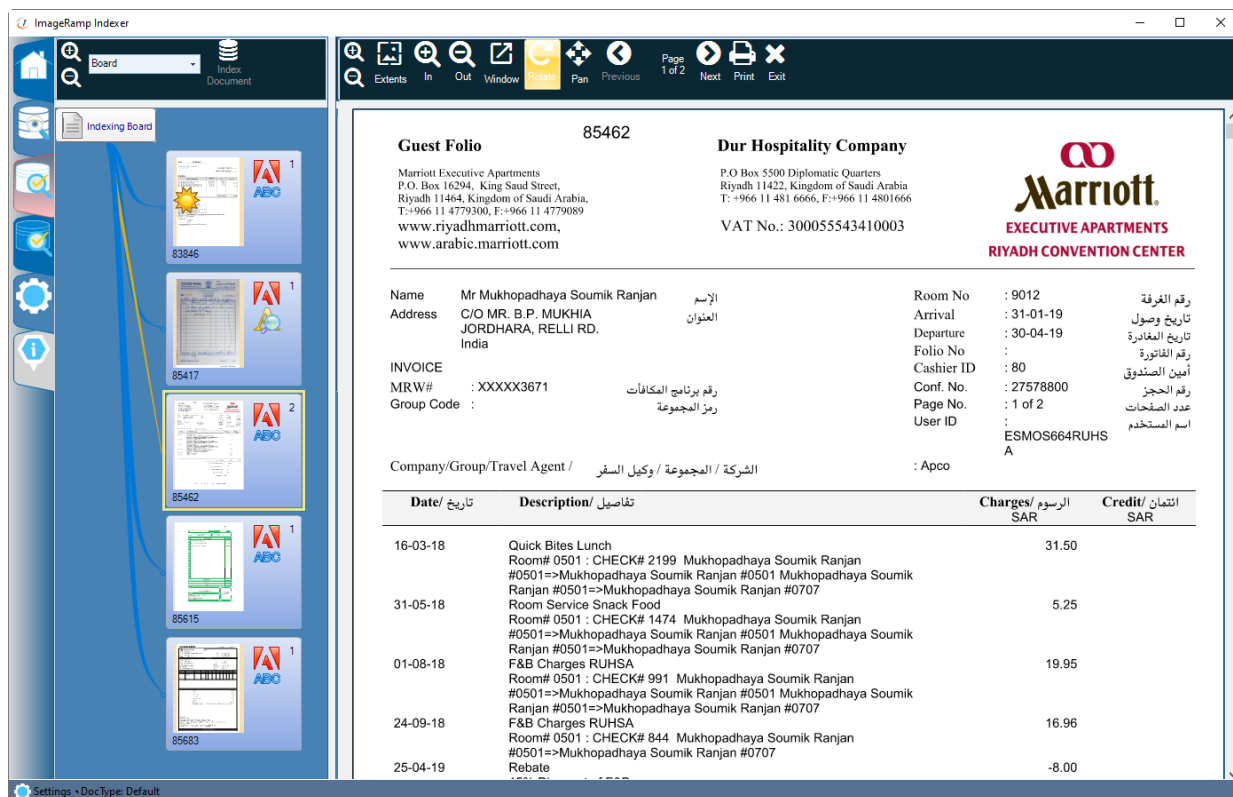 ImageRamp Indexer
Board
Index
Document
Extents
In
Out
Window
Rotate
Pan
Previous
Page
1 of 2
Next
Print
Exit
Indexing Board
1
ABC
83846
1
85417
2
ABC
85462
1
ABC
85615
1
ABC
85683
85462
Guest Folio
Marriott Executive Apartments
P.O. Box 16294, King Saud Street,
Riyadh 11464, Kingdom of Saudi Arabia,
T:+966 11 4779300, F:+966 11 4779089
www.riyadhmarriott.com,
www.arabic.marriott.com
Dur Hospitality Company
P.O Box 5500 Diplomatic Quarters
Riyadh 11422, Kingdom of Saudi Arabia
T: +966 11 481 6666, F:+966 11 4801666
VAT No.: 300055543410003
Marriott.
EXECUTIVE APARTMENTS
RIYADH CONVENTION CENTER
Name Mr Mukhopadhaya Soumik Ranjan الإسم
Address C/O MR. B.P. MUKHIA العنوان
JORDHARA, RELLI RD.
India
INVOICE
MRW# : XXXXX3671 رقم برنامج المكافآت
Group Code : رمز المجموعة
Room No : 9012 رقم الغرفة
Arrival : 31-01-19 تاريخ وصول
Departure : 30-04-19 تاريخ المغادرة
Folio No : رقم الفاتورة
Cashier ID : 80 أمين الصندوق
Conf. No. : 27578800 رقم الحجز
Page No. : 1 of 2 عدد الصفحات
User ID : اسم المستخدم
ESMOS664RUHS
A
Company/Group/Travel Agent / الشركة / المجموعة / وكيل السفر : Apco
Date/ تاريخ Description/ تفاصيل Charges/ الرسوم Credit/ ائتمان
SAR SAR
16-03-18 Quick Bites Lunch 31.50
Room# 0501 : CHECK# 2199 Mukhopadhaya Soumik Ranjan
#0501=>Mukhopadhaya Soumik Ranjan #0501 Mukhopadhaya Soumik
Ranjan #0501=>Mukhopadhaya Soumik Ranjan #0707
31-05-18 Room Service Snack Food 5.25
Room# 0501 : CHECK# 1474 Mukhopadhaya Soumik Ranjan
#0501=>Mukhopadhaya Soumik Ranjan #0501 Mukhopadhaya Soumik
Ranjan #0501=>Mukhopadhaya Soumik Ranjan #0707
01-08-18 F&B Charges RUHSA 19.95
Room# 0501 : CHECK# 991 Mukhopadhaya Soumik Ranjan
#0501=>Mukhopadhaya Soumik Ranjan #0501 Mukhopadhaya Soumik
Ranjan #0501=>Mukhopadhaya Soumik Ranjan #0707
24-09-18 F&B Charges RUHSA 16.96
Room# 0501 : CHECK# 844 Mukhopadhaya Soumik Ranjan
#0501=>Mukhopadhaya Soumik Ranjan #0707
25-04-19 Rebate -8.00
Settings • DocType: Default